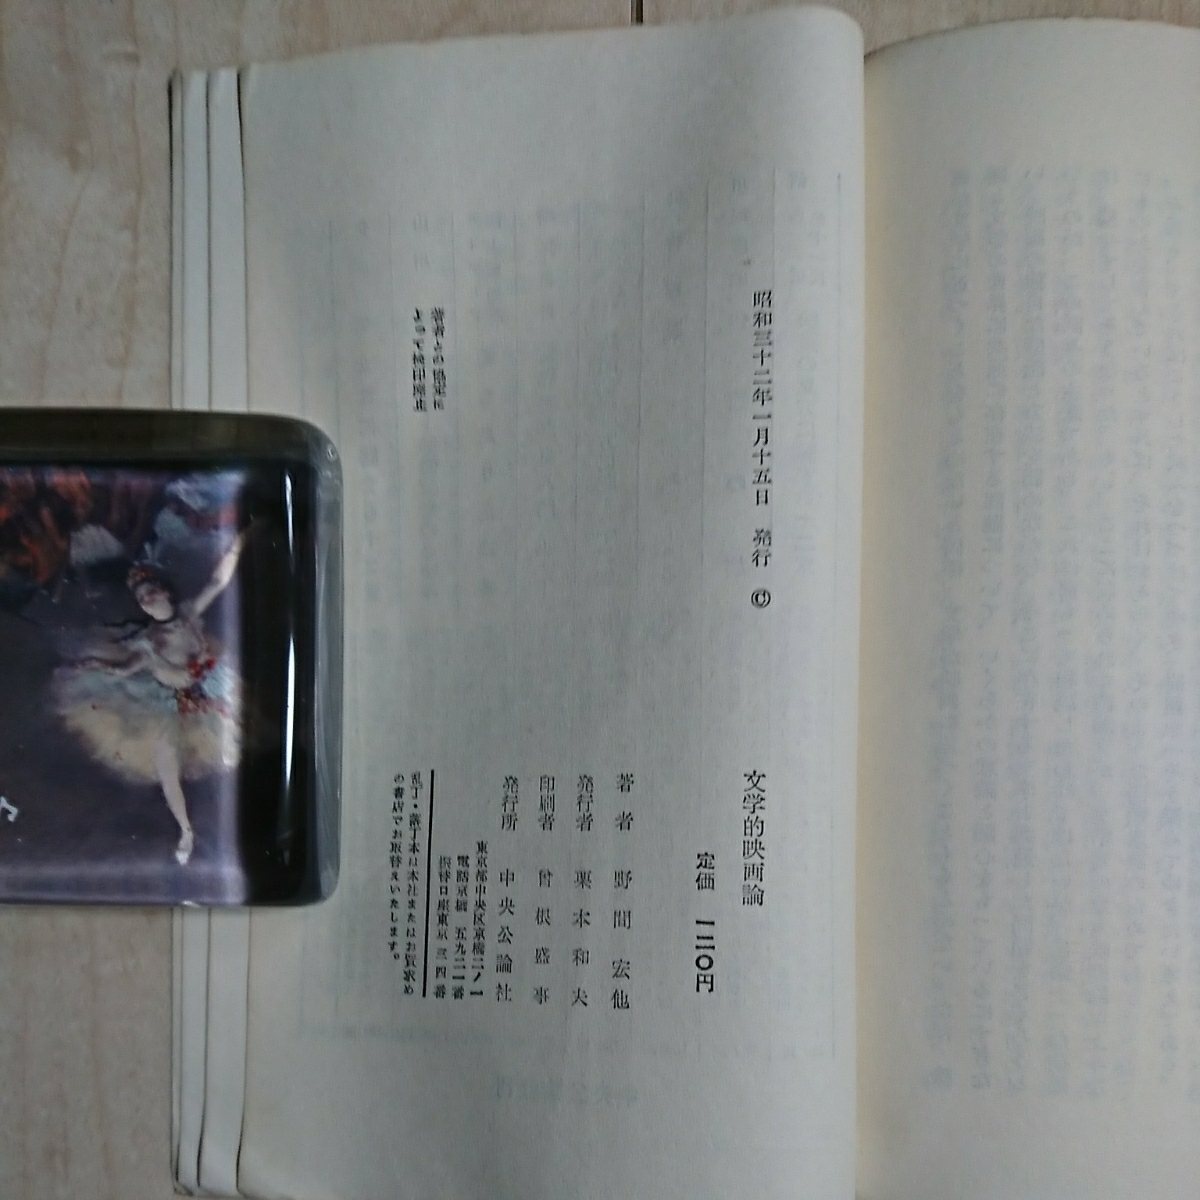 昭和三十二年一月十五日　発行　©
文学的映画論
定価　一二〇円
著者　野間　宏他
発行者　栗本和夫
印刷者　曾根盛事
発行所　中央公論社
東京都中央区京橋二ノ一
電話京橋　五九二一番
振替口座東京　三四番
乱丁・落丁本は本社またはお買求め
の書店でお取替えいたします。
著者との協定に
よって検印廃止